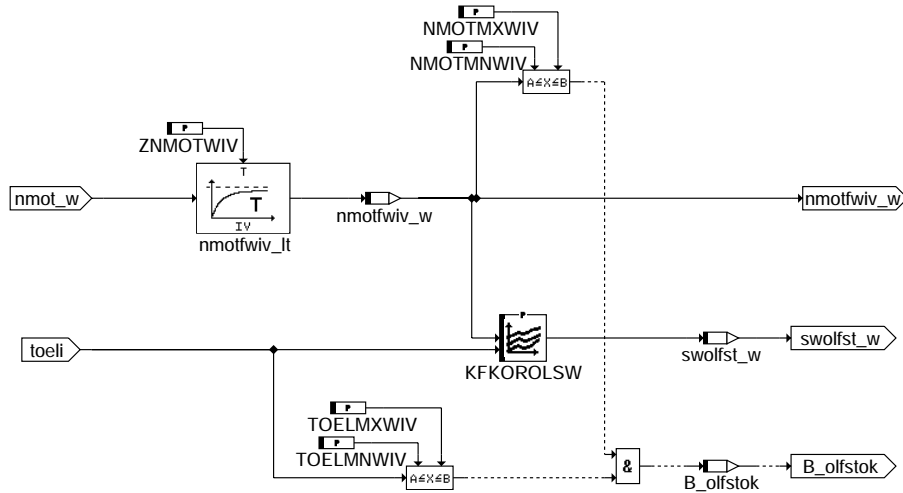 NMOTMXWIV
P
NMOTMNWIV
P
A≤X≤B
P
ZNMOTWIV
T
T
IV
nmot_w
nmotfwiv_lt
nmotfwiv_w
nmotfwiv_w
P
KFKOROLSW
toeli
swolfst_w
swolfst_w
P
TOELMXWIV
P
TOELMNWIV
A≤X≤B
&
B_olfstok
B_olfstok